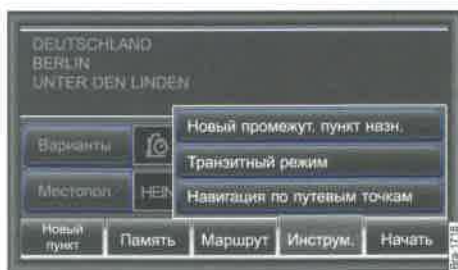 DEUTSCHLAND
BERLIN
UNTER DEN LINDEN
Новый промежут. пункт назн.
Варианты
Транзитный режим
Местопол.
HEIN
Навигация по путевым точкам
Новый
пункт
Память
Маршрут
Инструм.
Начать